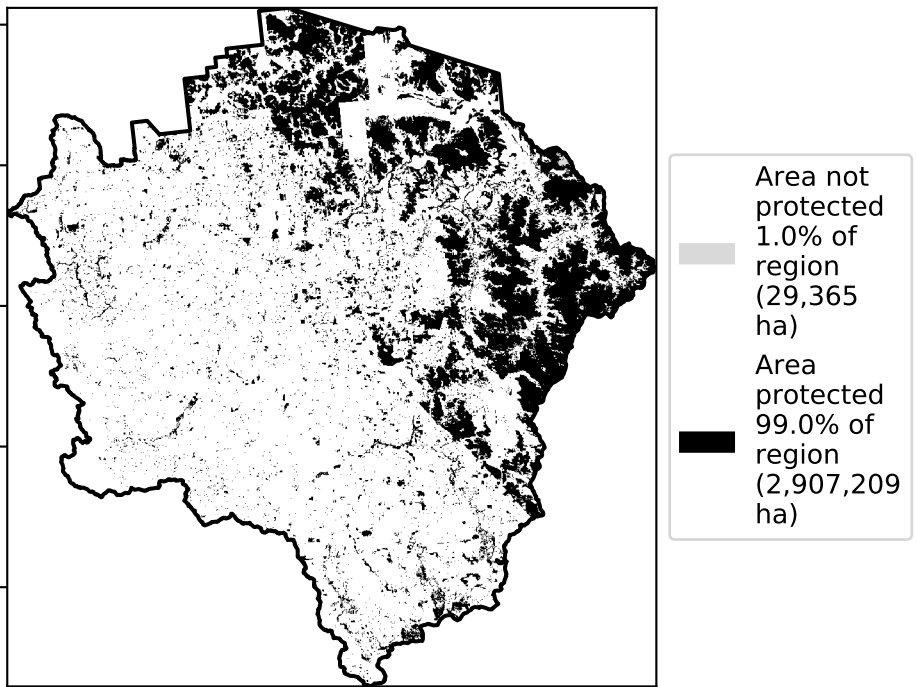 Area not
protected
1.0% of
region
(29,365
ha)
Area
protected
99.0% of
region
(2,907,209
ha)